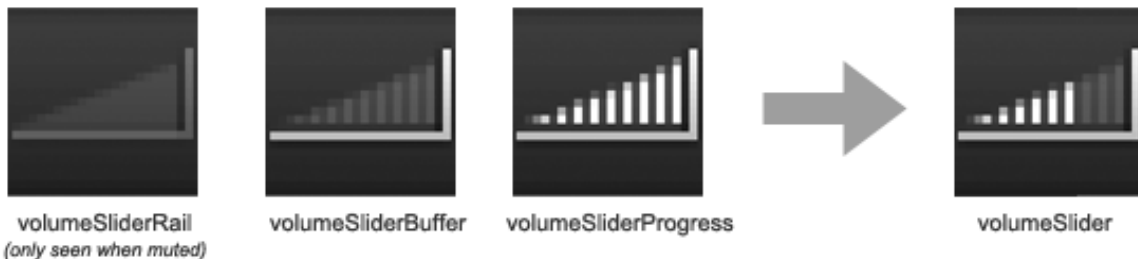 volumeSliderRail
(only seen when muted)
volumeSliderBuffer
volumeSliderProgress
volumeSlider